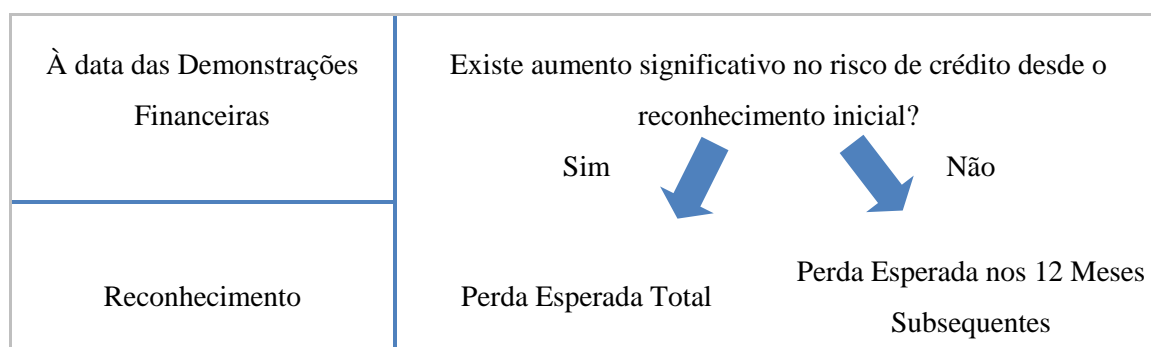 À data das Demonstrações
Financeiras
Existe aumento significativo no risco de crédito desde o
reconhecimento inicial?
Sim
Não
Reconhecimento
Perda Esperada Total
Perda Esperada nos 12 Meses
Subsequentes